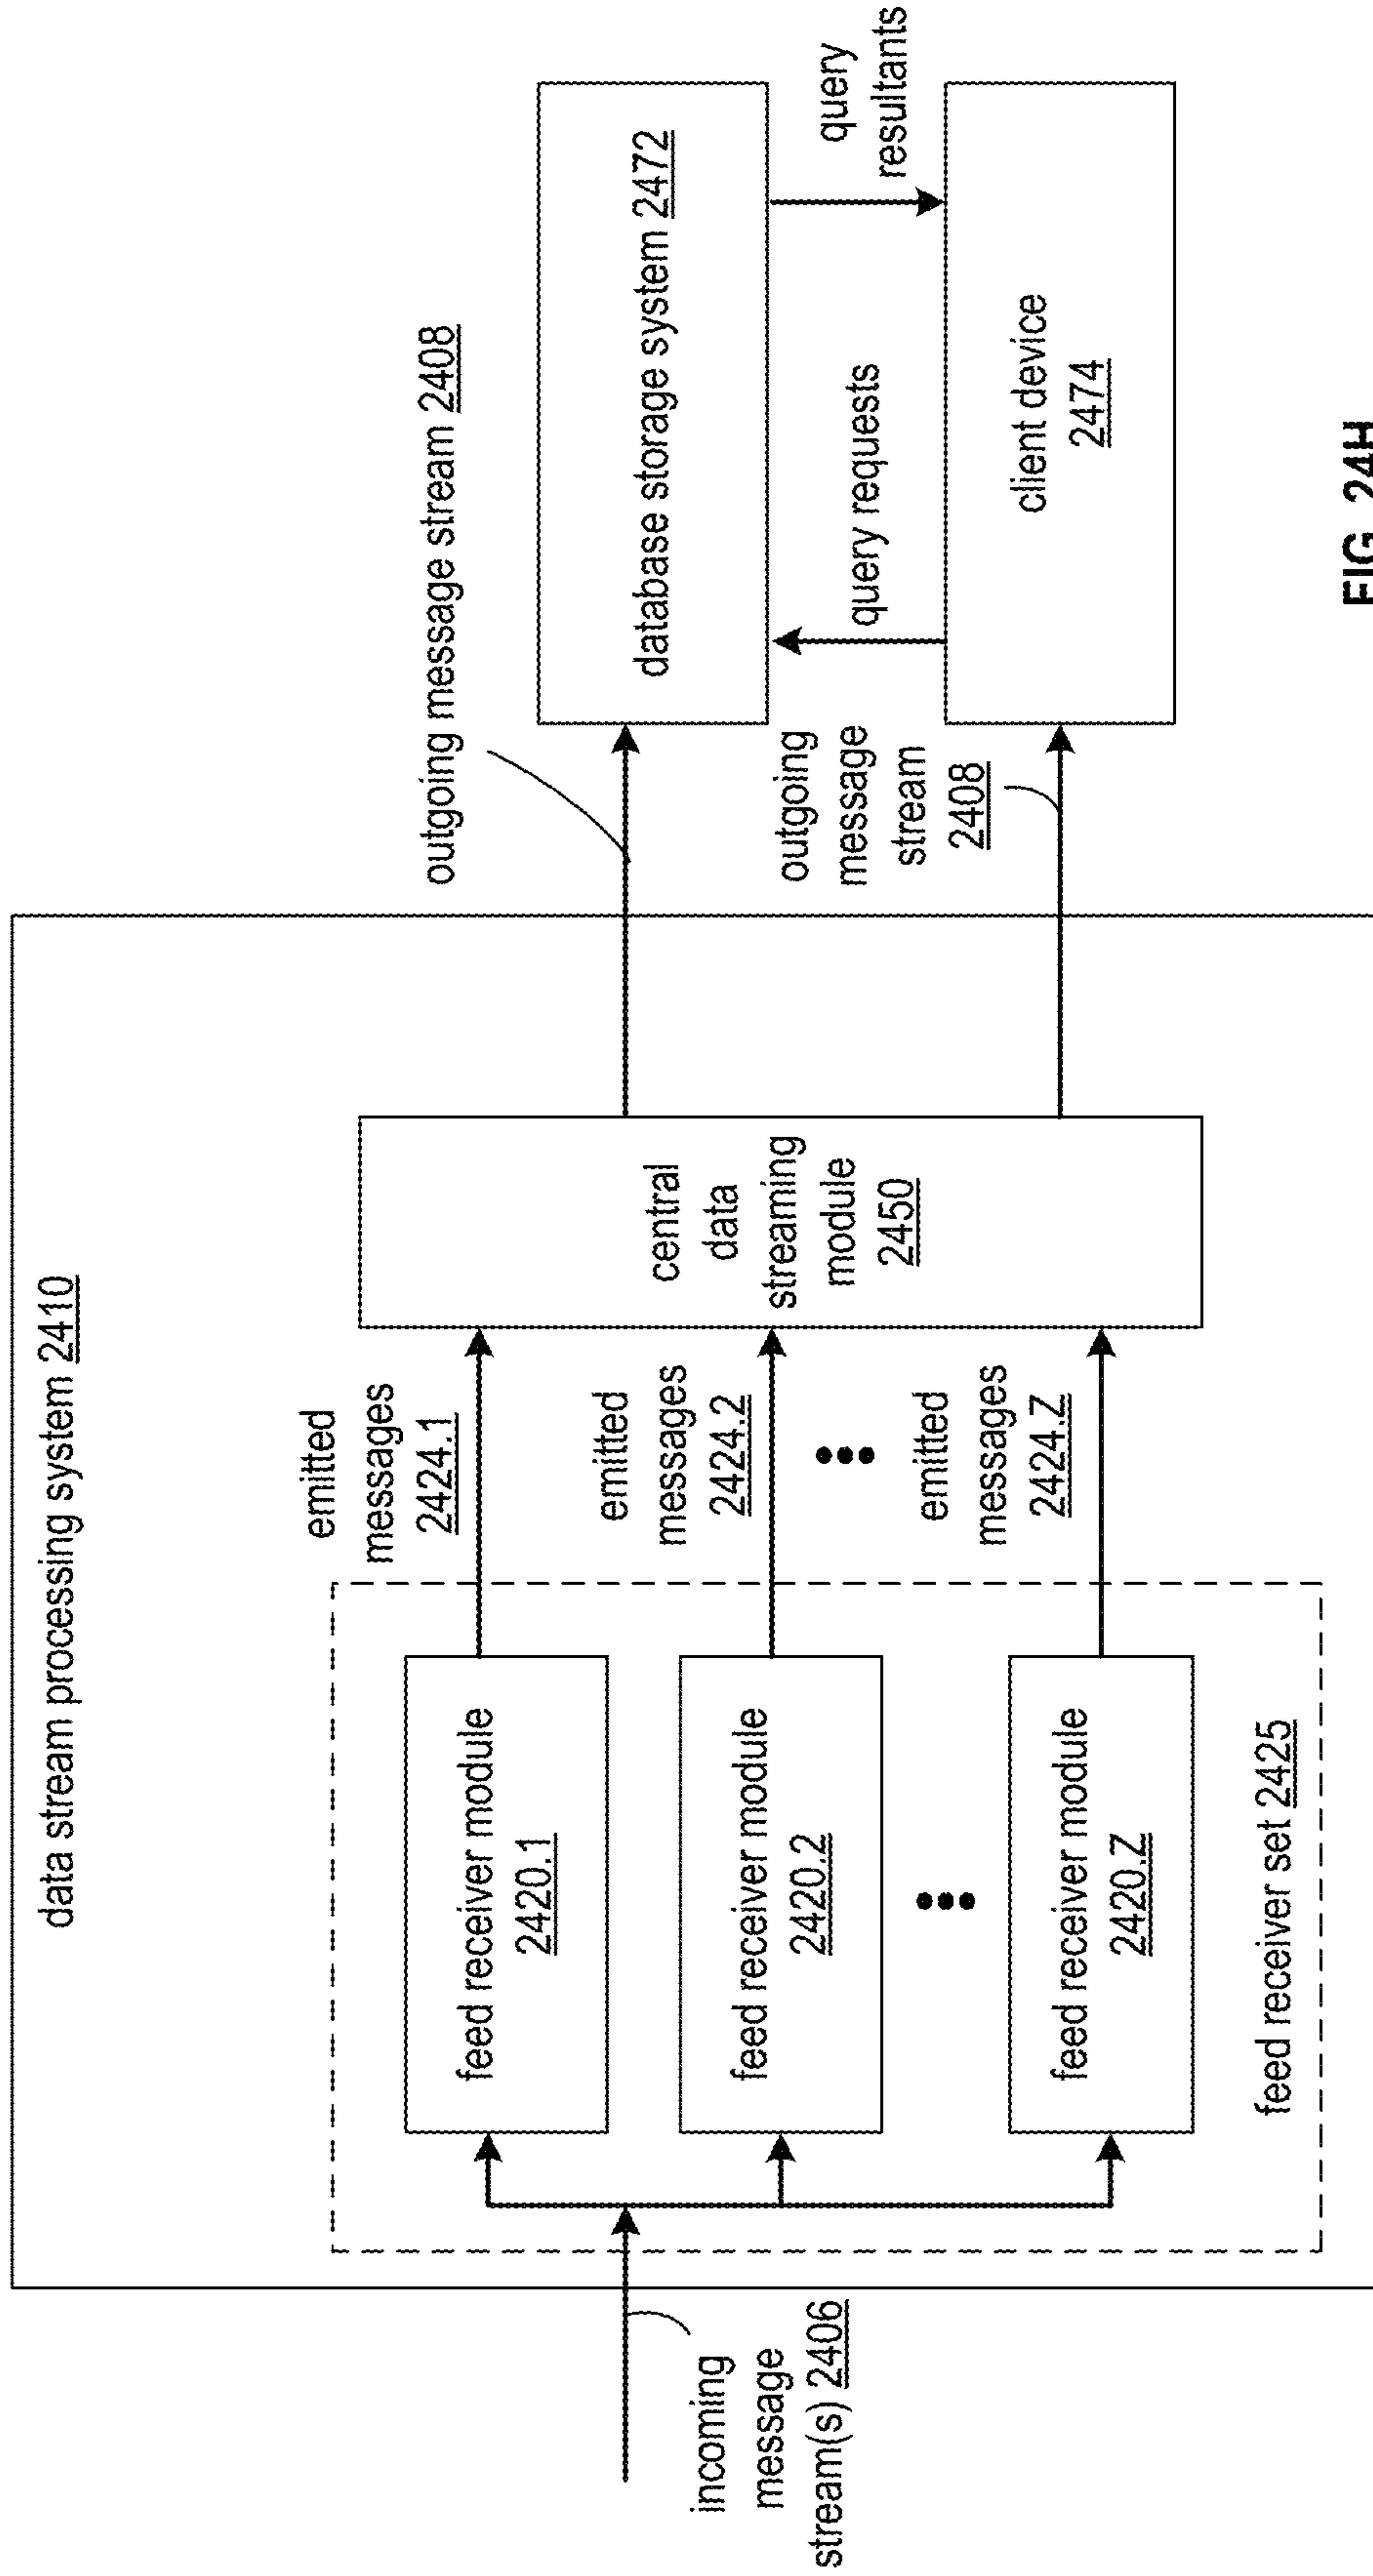 data stream processing system 2410
incoming
message
stream(s) 2406
feed receiver module
2420.1
feed receiver module
2420.2
feed receiver module
2420.Z
feed receiver set 2425
emitted
messages
2424.1
emitted
messages
2424.2
emitted
messages
2424.Z
central
data
streaming
module
2450
outgoing message stream 2408
outgoing
message
stream
2408
database storage system 2472
query requests
query
resultants
client device
2474
FIG. 24H